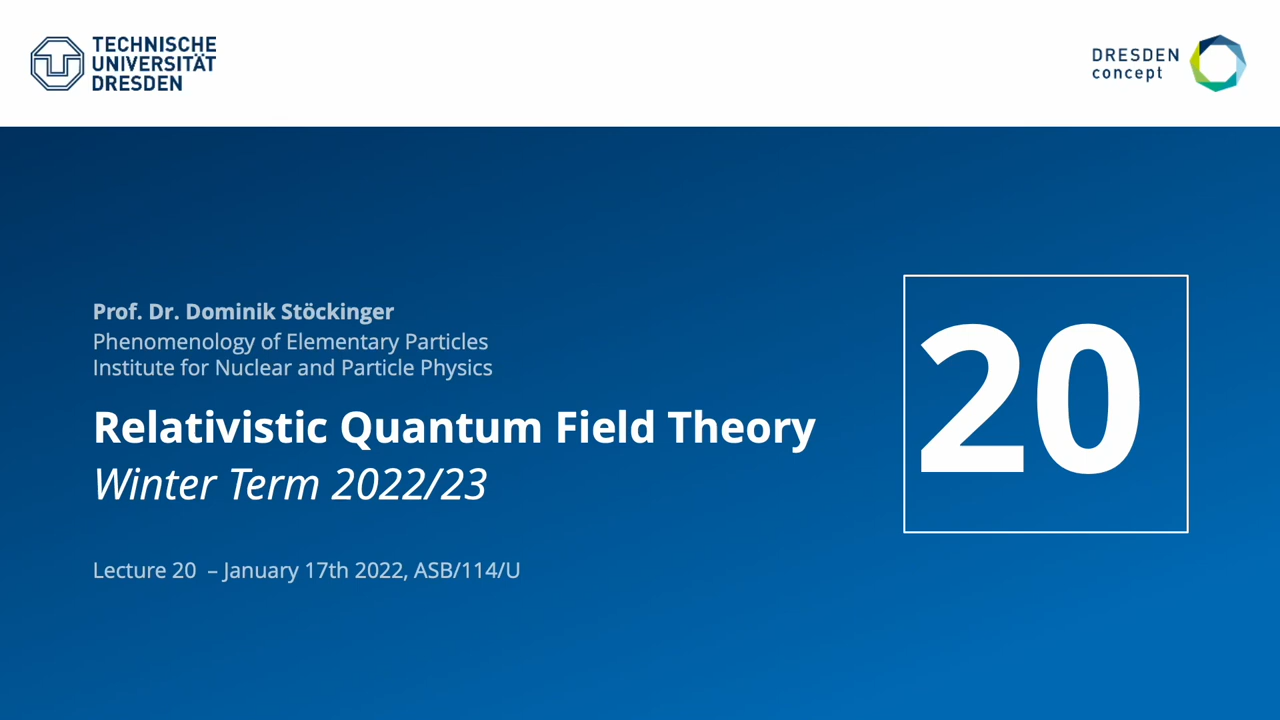 TECHNISCHE
UNIVERSITÄT
DRESDEN
DRESDEN
concept
Prof. Dr. Dominik Stöckinger
Phenomenology of Elementary Particles
Institute for Nuclear and Particle Physics
Relativistic Quantum Field Theory
Winter Term 2022/23
Lecture 20 – January 17th 2022, ASB/114/U
20